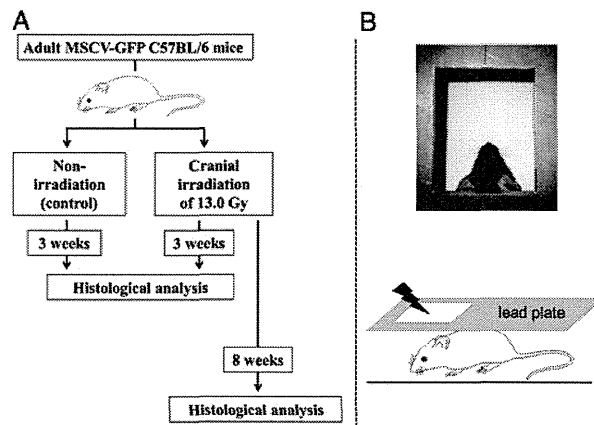 A
Adult MSCV-GFP C57BL/6 mice
Non-
irradiation
(control)
Cranial
irradiation
of 13.0 Gy
3 weeks
3 weeks
Histological analysis
8 weeks
Histological analysis
B
lead plate